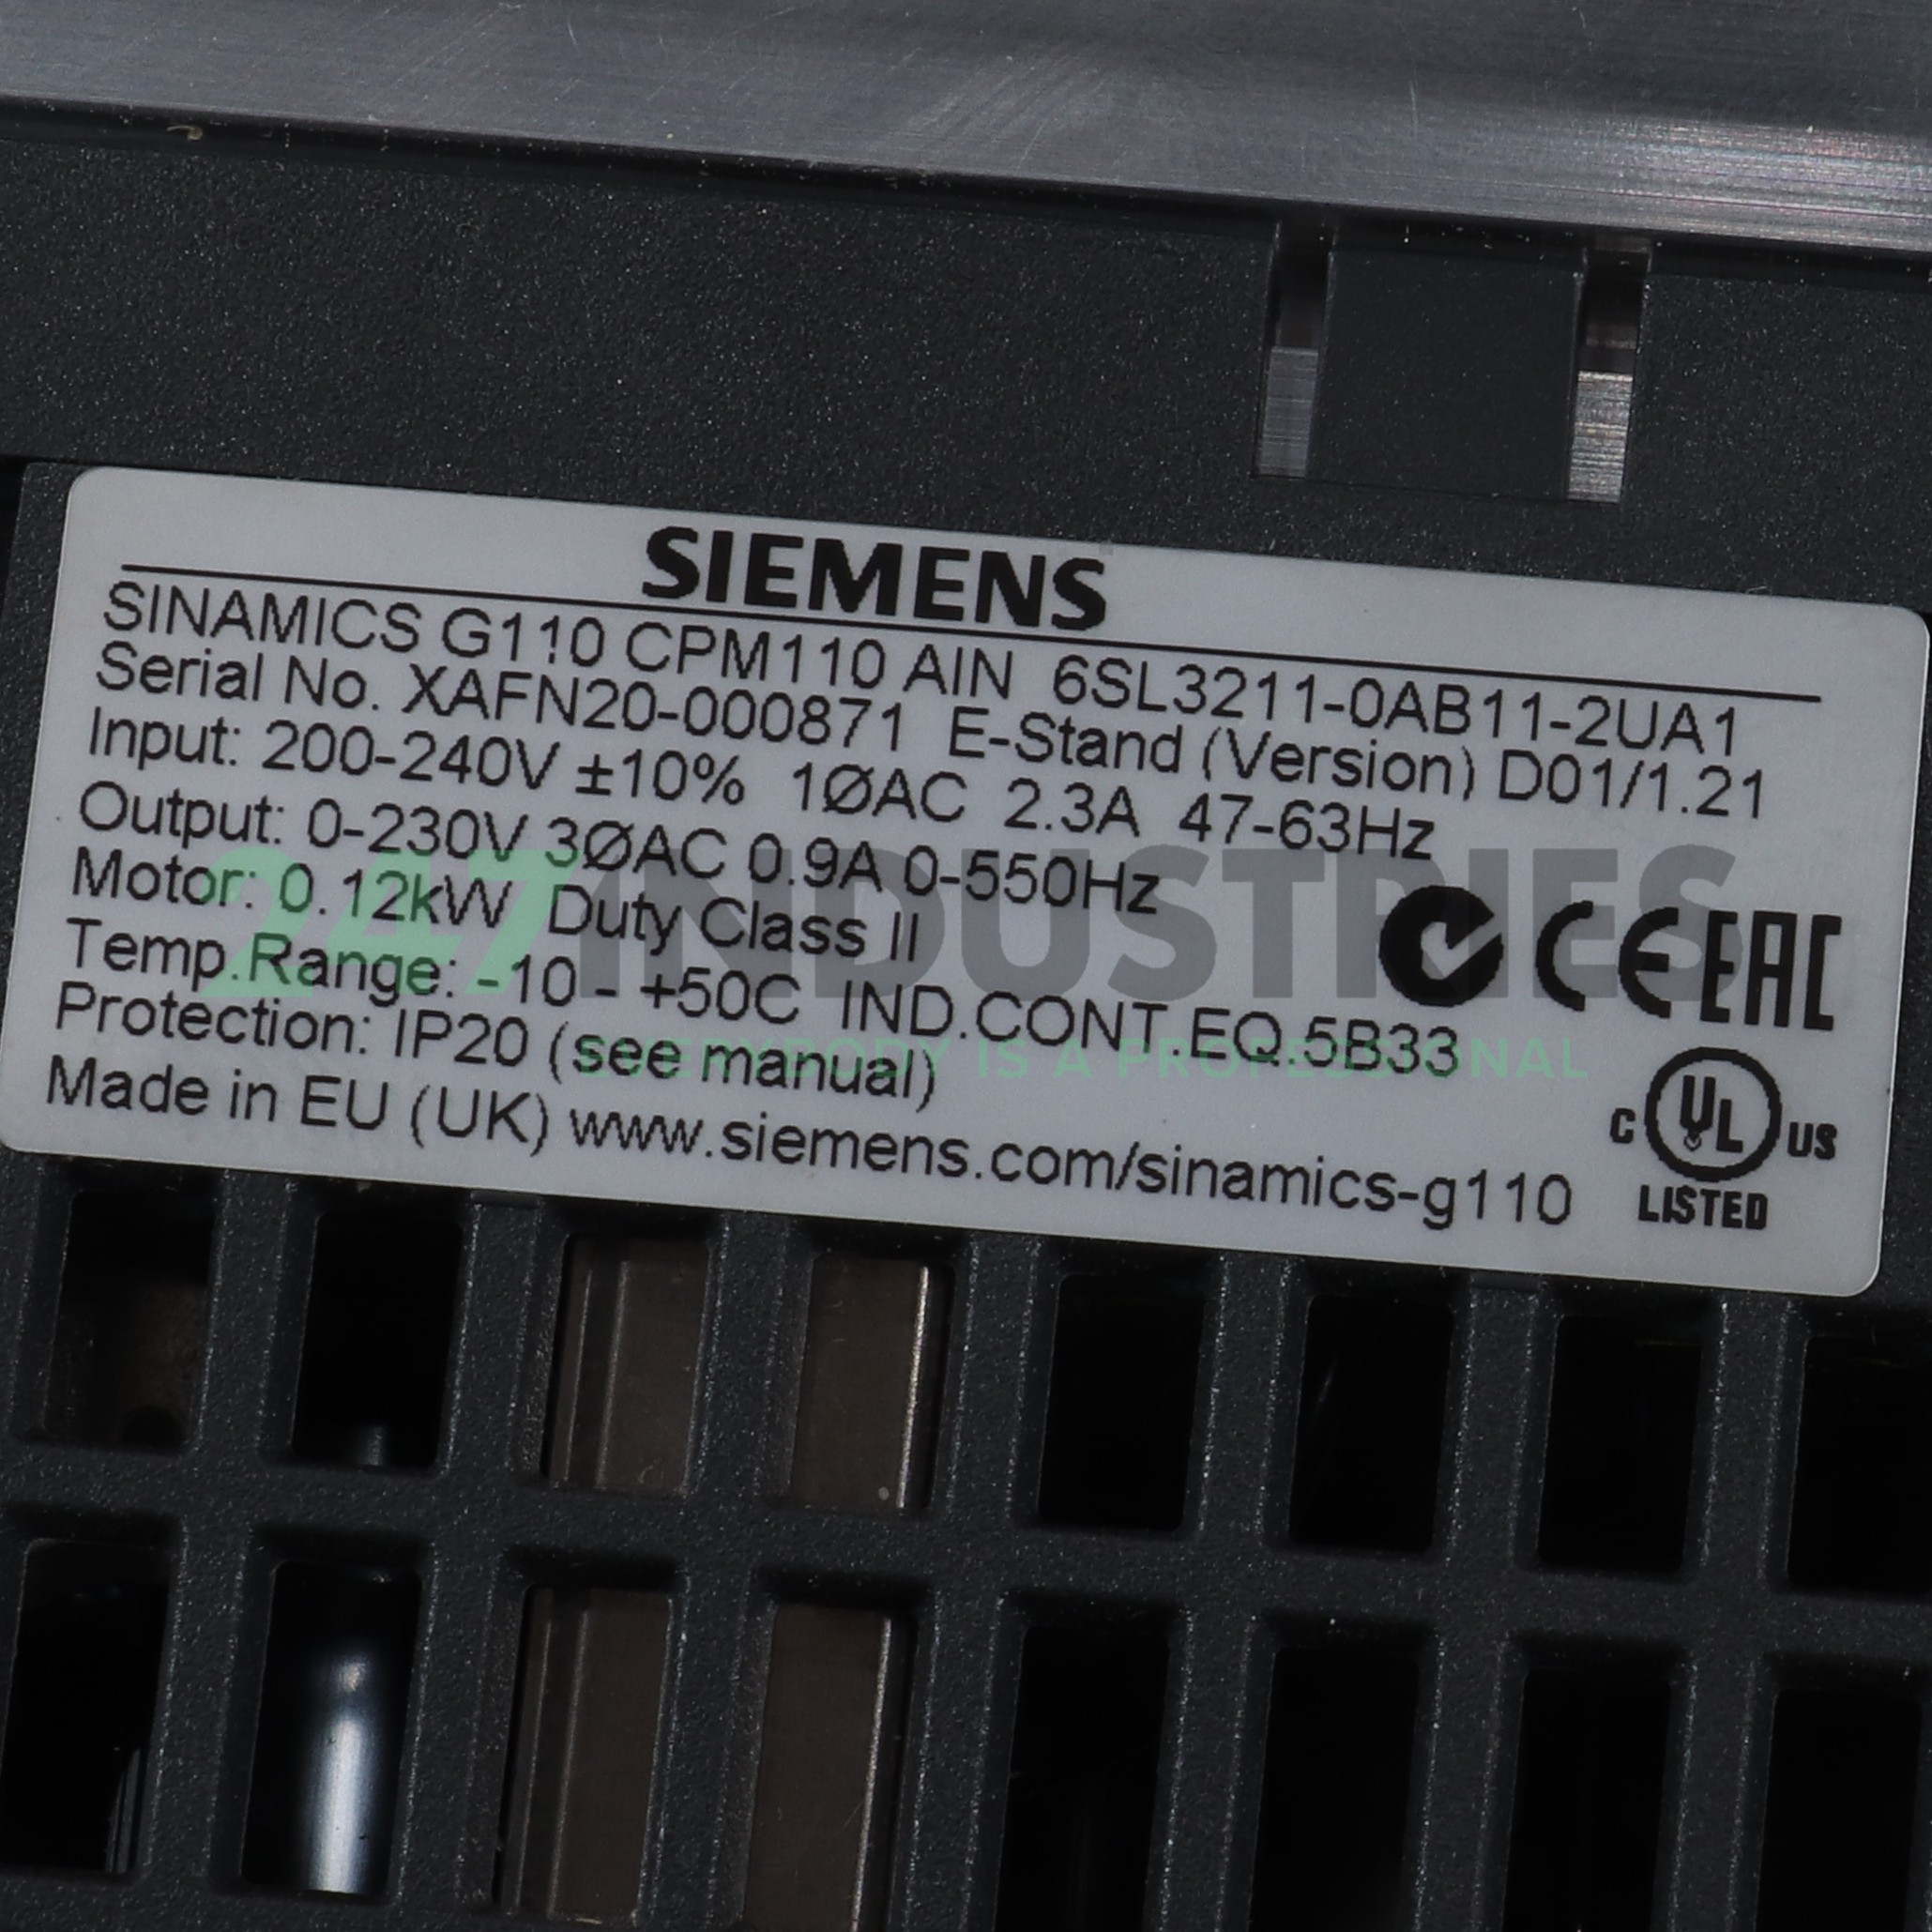 SIEMENS
SINAMICS G110 CPM110 AIN 6SL3211-0AB11-2UA1
Serial No. XAFN20-000871 E-Stand (Version) D01/1.21
Input: 200-240V ±10% 1ØAC 2.3A 47-63Hz
Output: 0-230V 3ØAC 0.9A 0-550Hz
Motor: 0.12kW Duty Class II
Temp.Range: -10 - +50C IND.CONT.EQ.5B33
Protection: IP20 (see manual)
Made in EU (UK) www.siemens.com/sinamics-g110
CE EAC
C UL US
LISTED
247INDUSTRIES
EVERYBODY IS A PROFESSIONAL